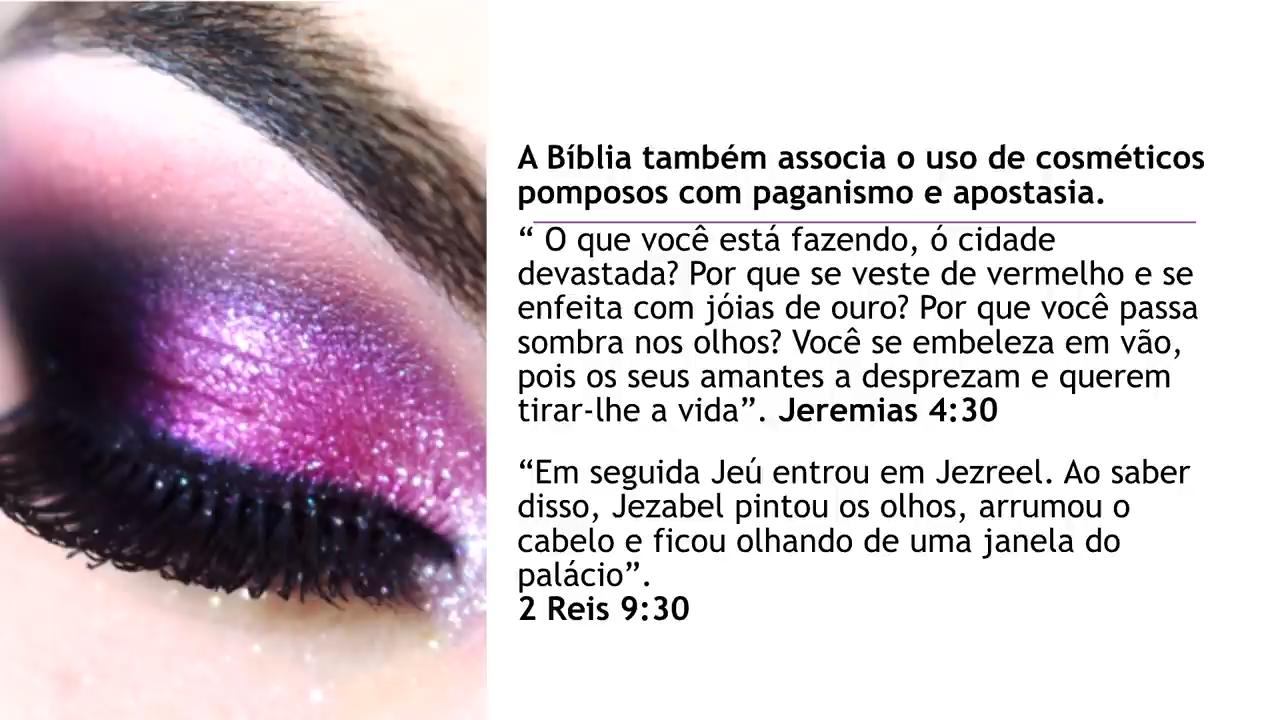 A Bíblia também associa o uso de cosméticos
pomposos com paganismo e apostasia.
“ O que você está fazendo, ó cidade
devastada? Por que se veste de vermelho e se
enfeita com jóias de ouro? Por que você passa
sombra nos olhos? Você se embeleza em vão,
pois os seus amantes a desprezam e querem
tirar-lhe a vida”. Jeremias 4:30
“Em seguida Jeú entrou em Jezreel. Ao saber
disso, Jezabel pintou os olhos, arrumou o
cabelo e ficou olhando de uma janela do
palácio”.
2 Reis 9:30